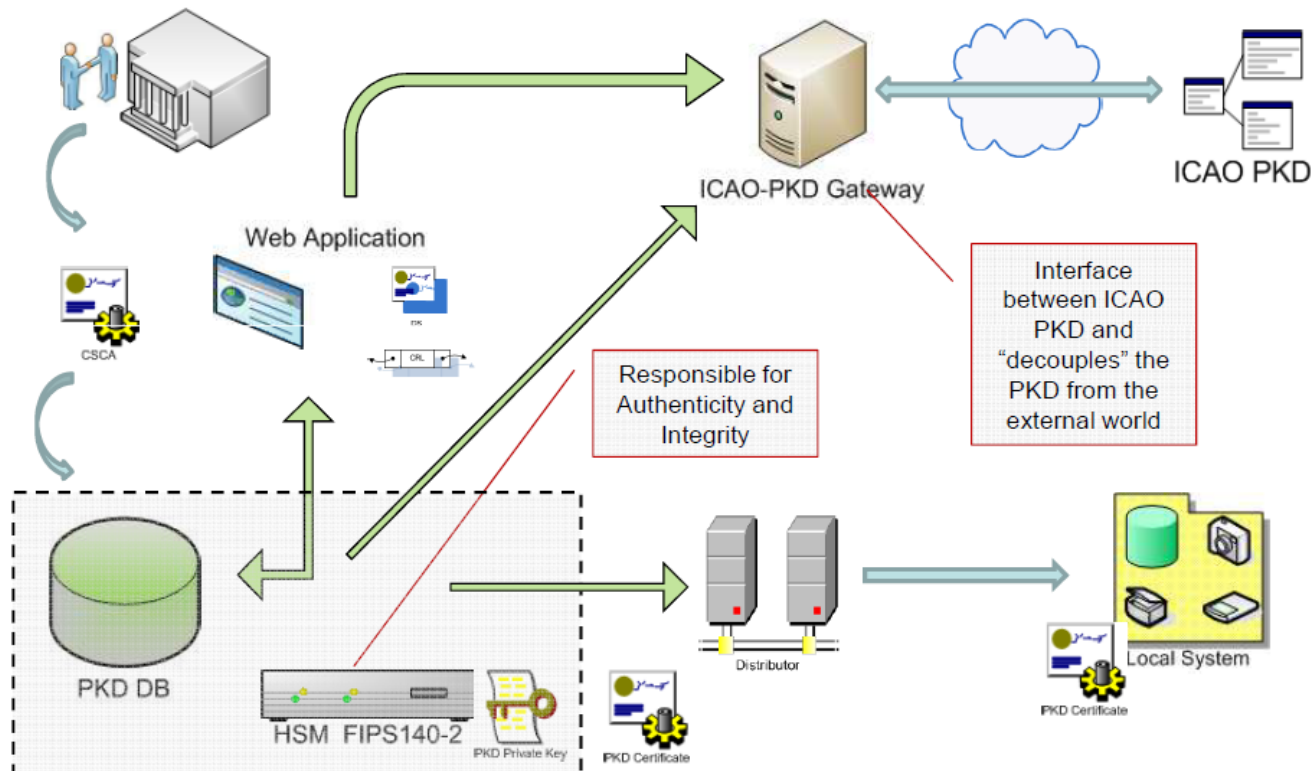 ICAO-PKD Gateway
ICAO PKD
Web Application
CSCA
DS
CRL
Interface
between ICAO
PKD and
“decouples” the
PKD from the
external world
Responsible for
Authenticity and
Integrity
PKD DB
HSM FIPS140-2
PKD Private Key
PKD Certificate
Distributor
Local System
PKD Certificate